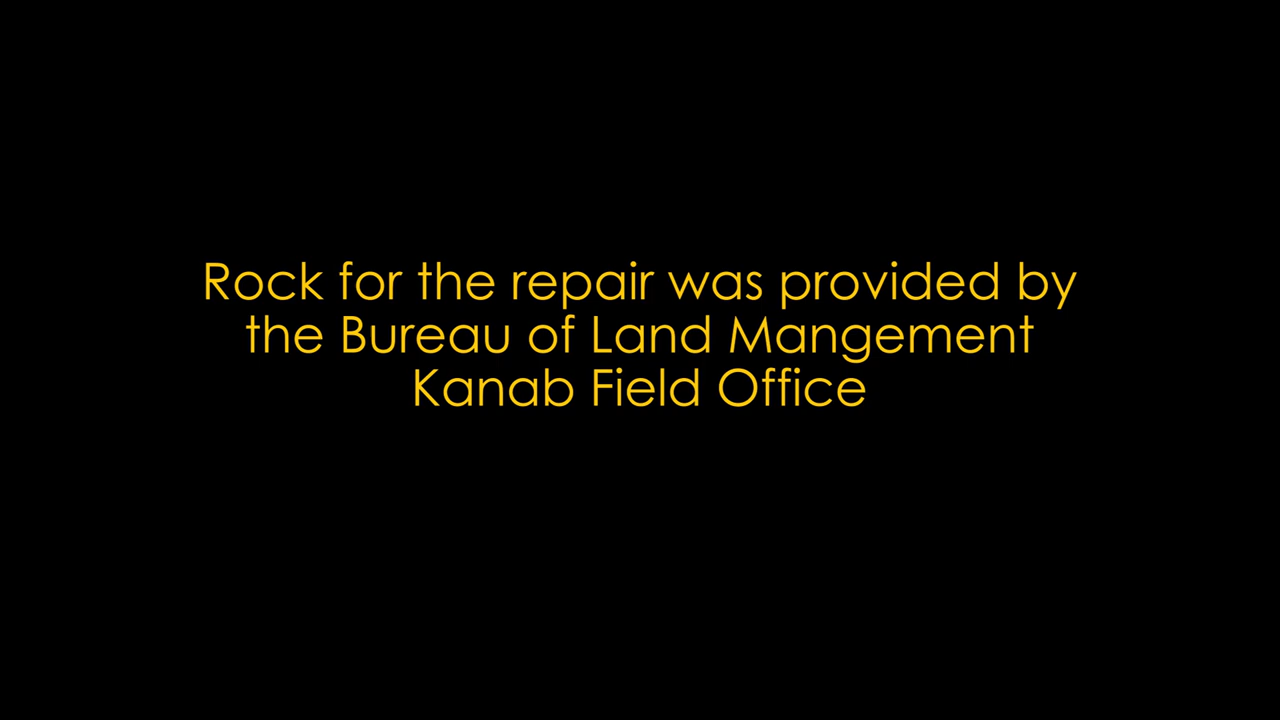 Rock for the repair was provided by
the Bureau of Land Mangement
Kanab Field Office